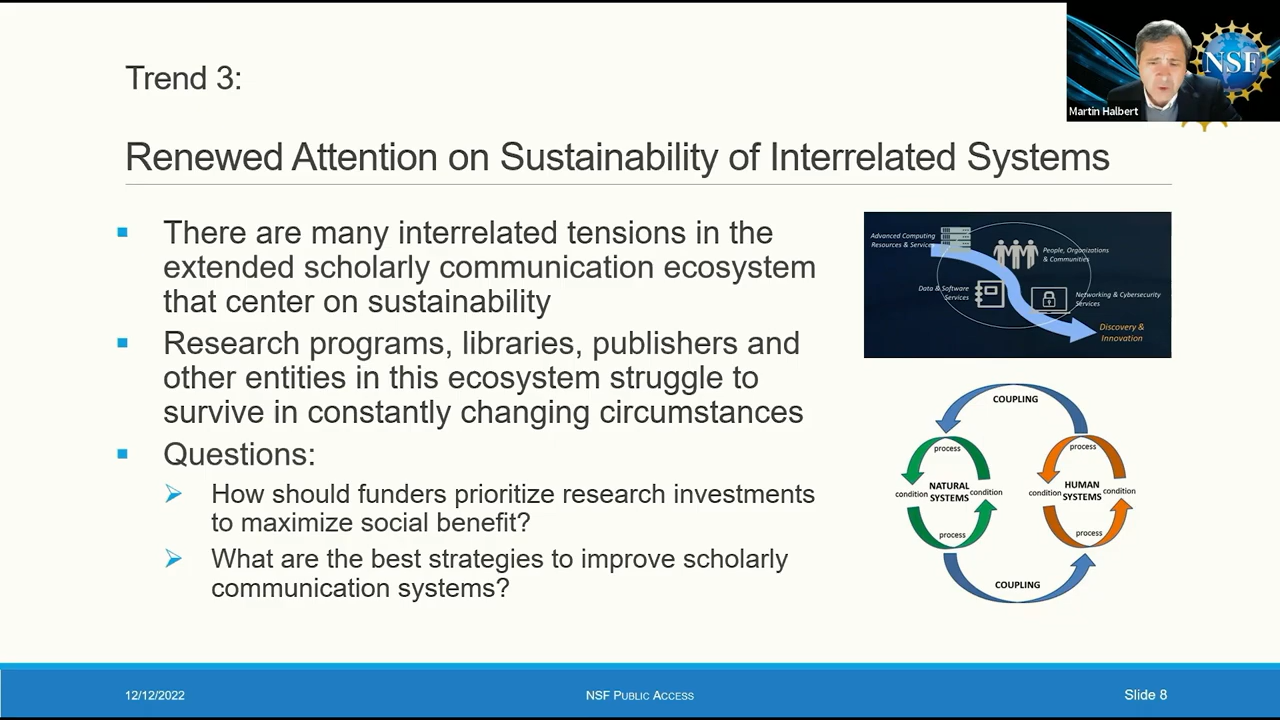 Trend 3:
Renewed Attention on Sustainability of Interrelated Systems
NSF
Martin Halbert
There are many interrelated tensions in the
extended scholarly communication ecosystem
that center on sustainability
Research programs, libraries, publishers and
other entities in this ecosystem struggle to
survive in constantly changing circumstances
Questions:
How should funders prioritize research investments
to maximize social benefit?
What are the best strategies to improve scholarly
communication systems?
Advanced Computing
Resources & Services
People, Organizations
& Communities
Data & Software
Services
Networking & Cybersecurity
Services
Discovery &
Innovation
COUPLING
process
process
NATURAL
SYSTEMS
condition
condition
HUMAN
SYSTEMS
condition
condition
process
process
COUPLING
12/12/2022
NSF Public Access
Slide 8